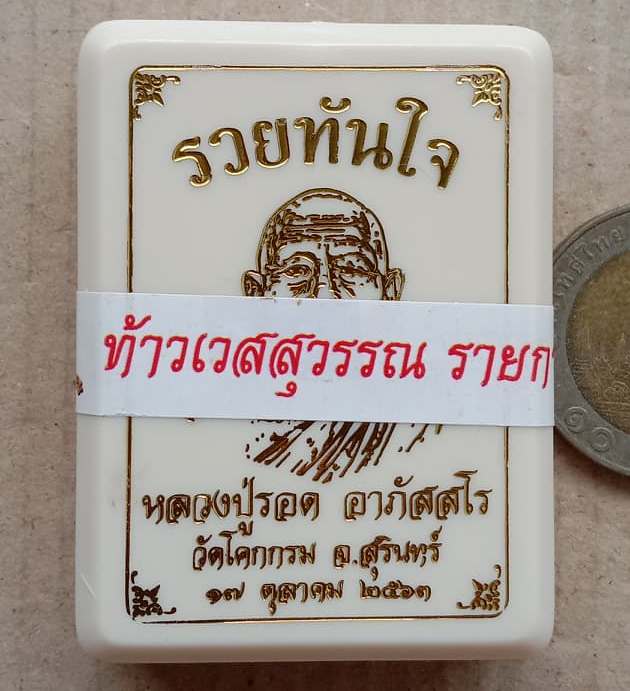 รวยทันใจ
ท้าวเวสสุวรรณ
หลวงปู่รอด อาภัสสโร
วัดโคกกรม จ.สุรินทร์
๑๗ ตุลาคม ๒๕๖๓